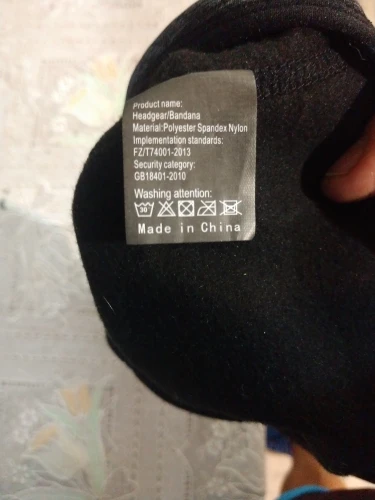 Product name:
Headgear/Bandana
Material:Polyester Spandex Nylon
Implementation standards:
FZ/T74001-2013
Security category:
GB18401-2010
Washing attention:
30
Made in China